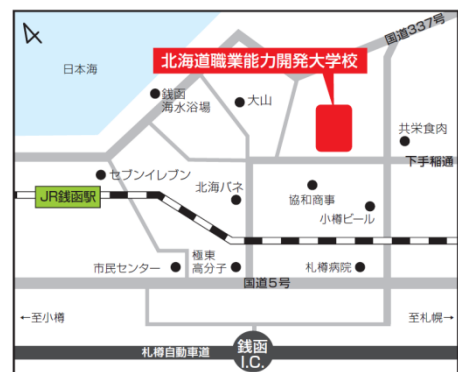 国道337号
日本海
北海道職業能力開発大学校
銭函
海水浴場
大山
共栄食肉
下手稲通
セブンイレブン
JR銭函駅
北海バネ
協和商事
小樽ビール
市民センター
極東
高分子
札樽病院
国道5号
←至小樽
至札幌→
札樽自動車道
銭函
I.C.